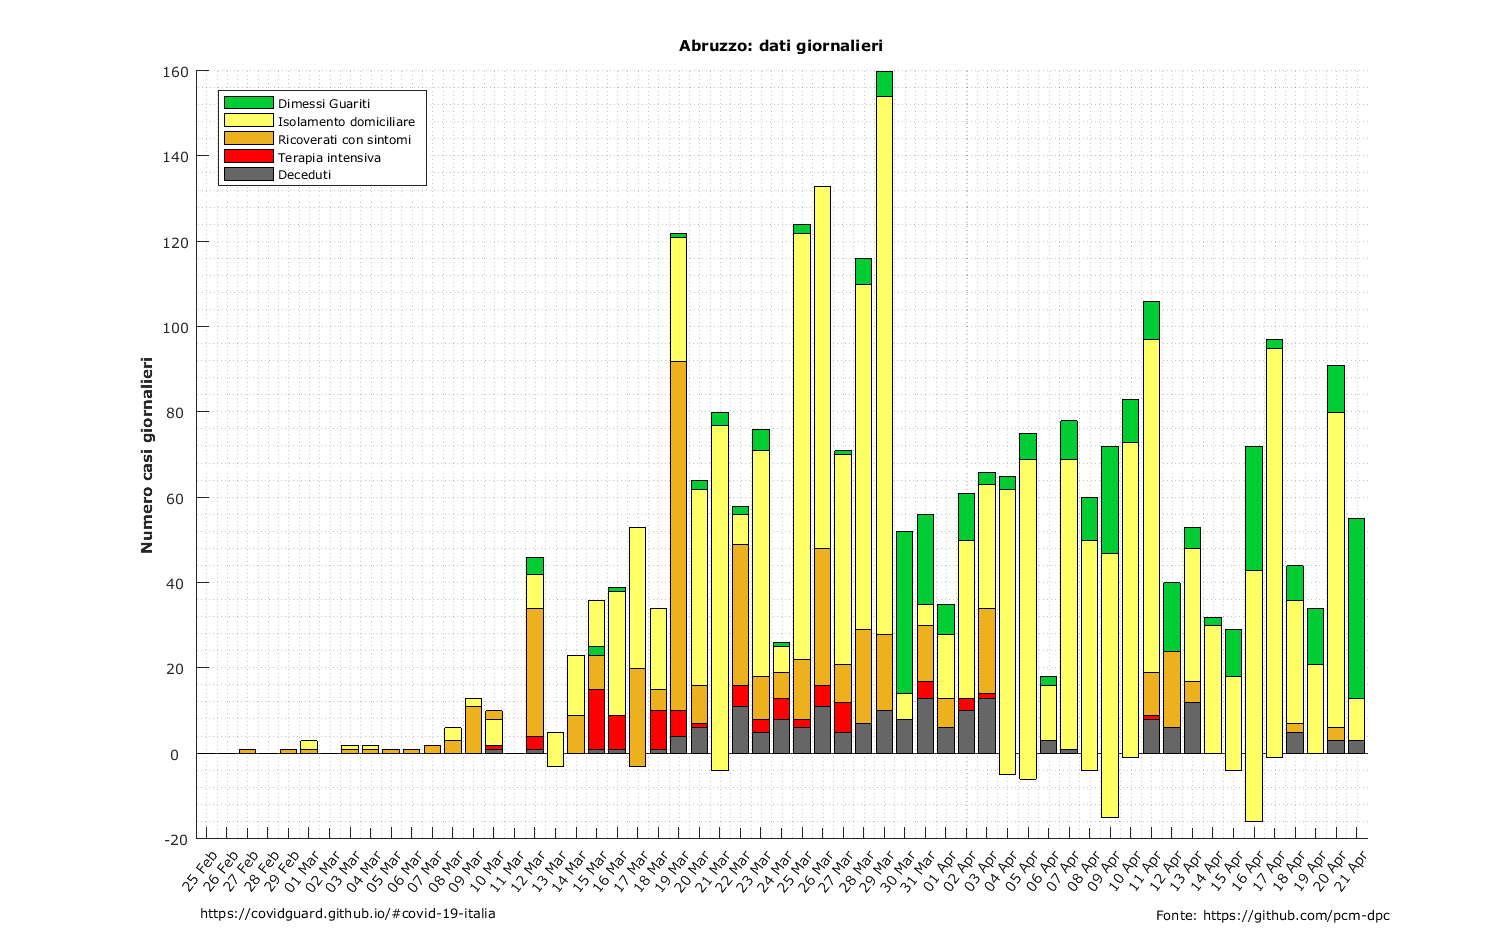 Abruzzo: dati giornalieri
Dimessi Guariti
Isolamento domiciliare
Ricoverati con sintomi
Terapia intensiva
Deceduti
Numero casi giornalieri
160
140
120
100
80
60
40
20
0
-20
25 Feb
26 Feb
27 Feb
28 Feb
29 Feb
01 Mar
02 Mar
03 Mar
04 Mar
05 Mar
06 Mar
07 Mar
08 Mar
09 Mar
10 Mar
11 Mar
12 Mar
13 Mar
14 Mar
15 Mar
16 Mar
17 Mar
18 Mar
19 Mar
20 Mar
21 Mar
22 Mar
23 Mar
24 Mar
25 Mar
26 Mar
27 Mar
28 Mar
29 Mar
30 Mar
31 Mar
01 Apr
02 Apr
03 Apr
04 Apr
05 Apr
06 Apr
07 Apr
08 Apr
09 Apr
10 Apr
11 Apr
12 Apr
13 Apr
14 Apr
15 Apr
16 Apr
17 Apr
18 Apr
19 Apr
20 Apr
21 Apr
https://covidguard.github.io/#covid-19-italia
Fonte: https://github.com/pcm-dpc